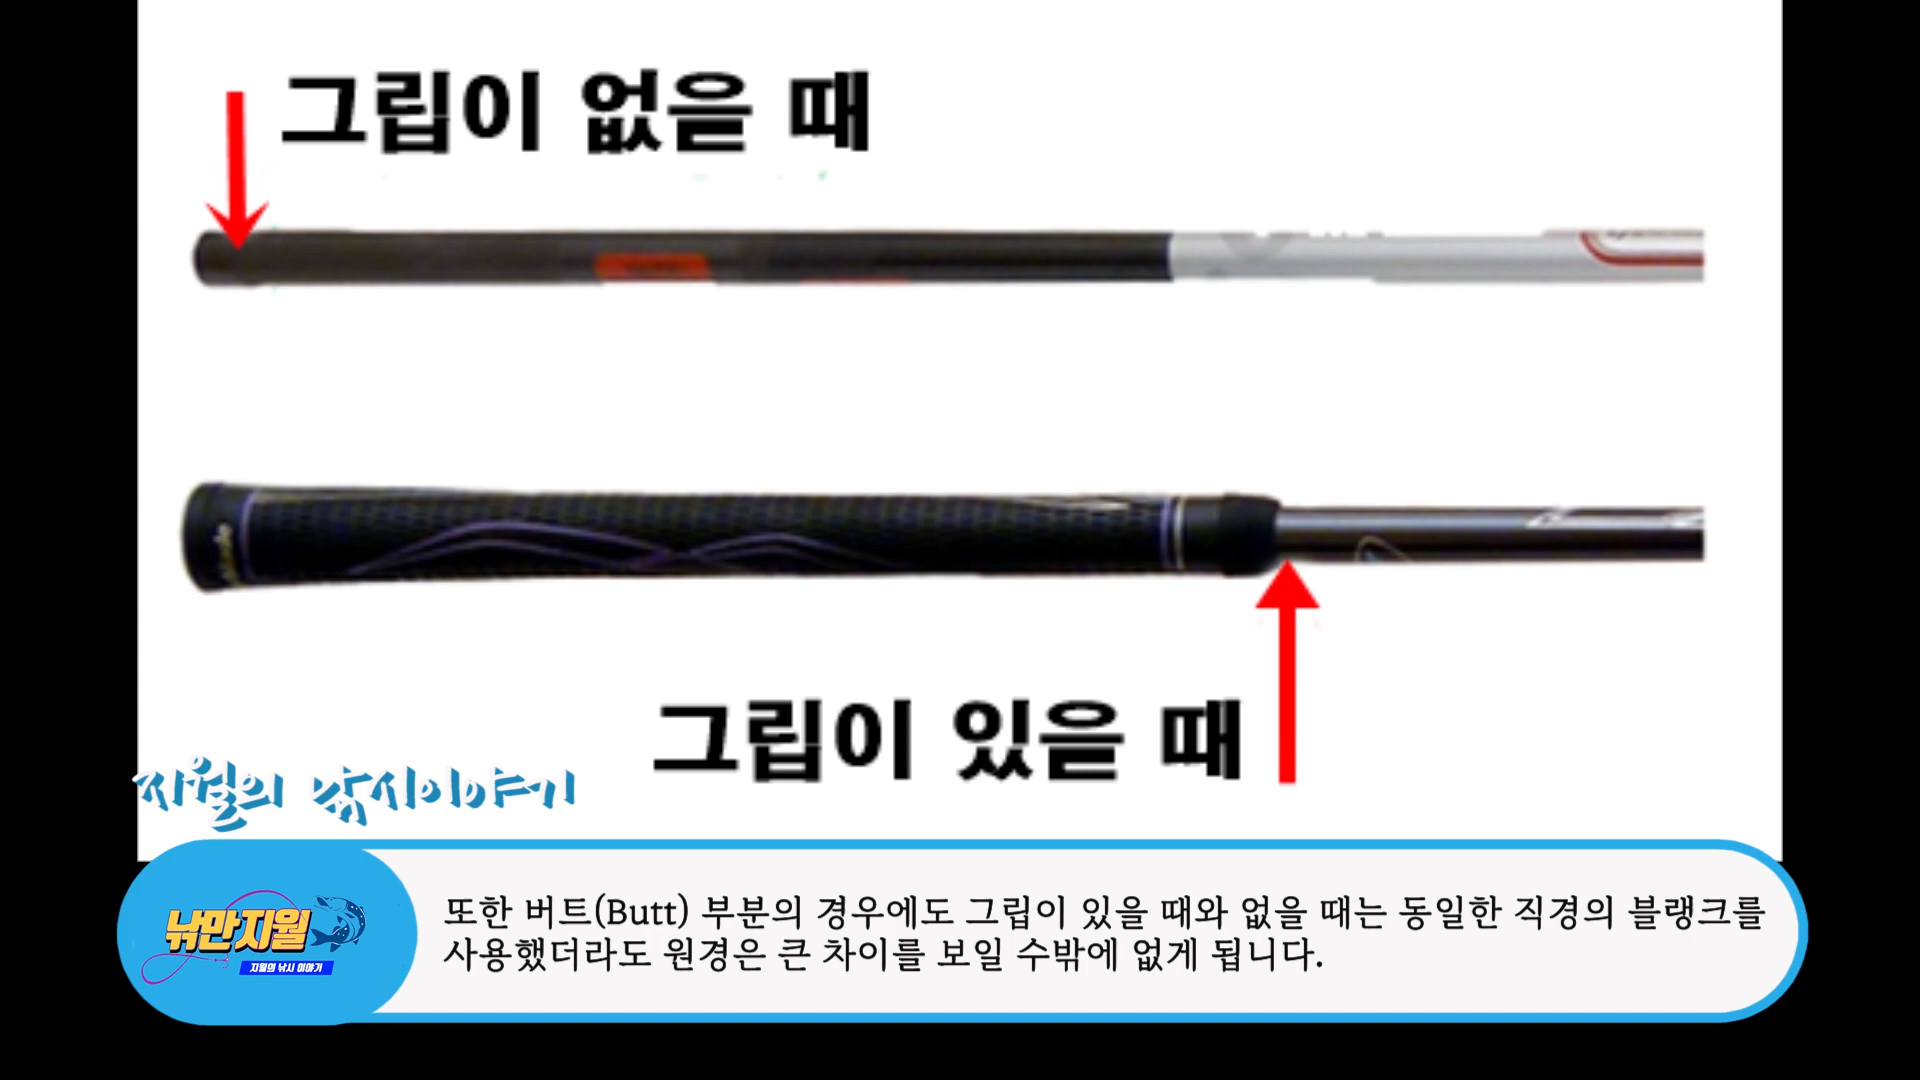 그립이 없을 때
그립이 있을 때
지월의 낚시이야기
낚만지월
지월의 낚시 이야기
또한 버트(Butt) 부분의 경우에도 그립이 있을 때와 없을 때는 동일한 직경의 블랭크를
사용했더라도 원경은 큰 차이를 보일 수밖에 없게 됩니다.